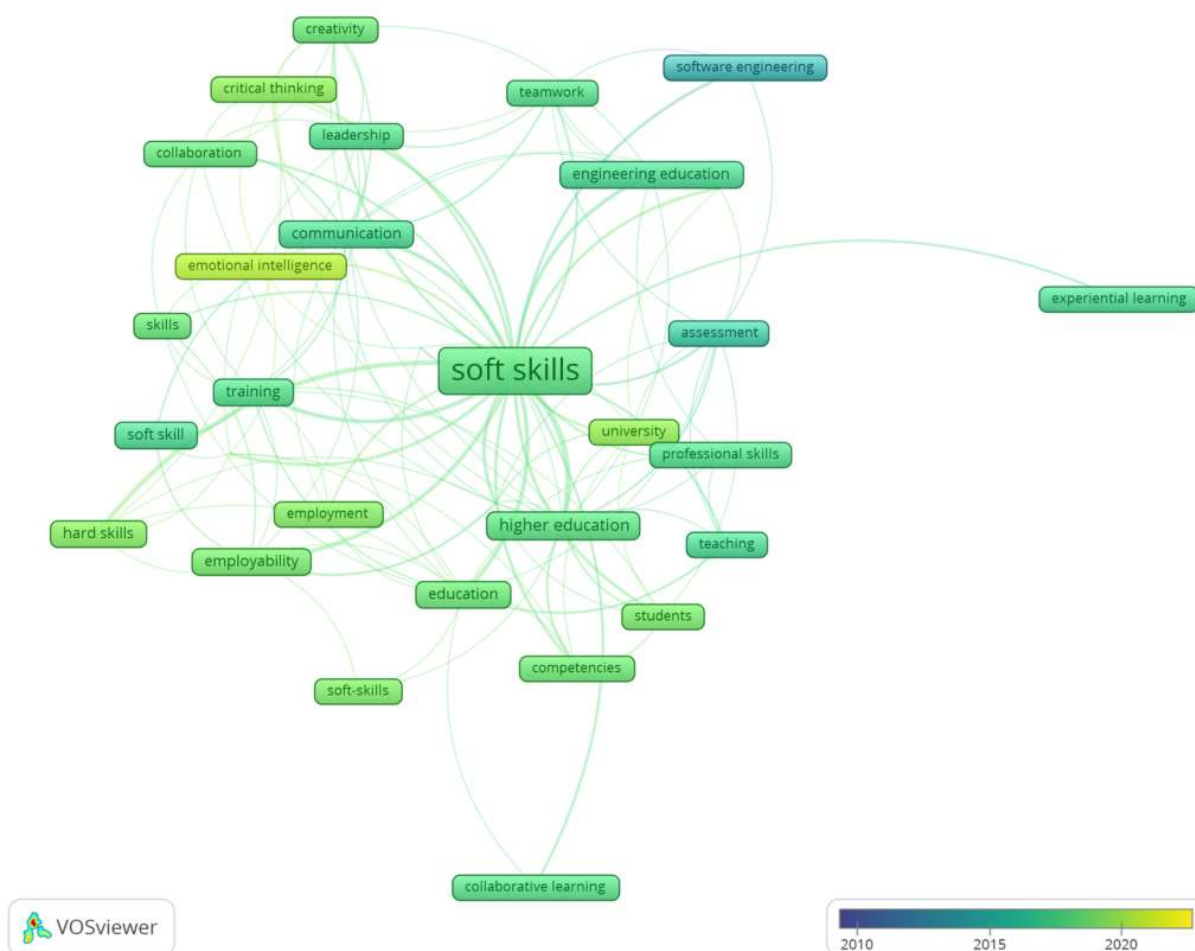 creativity
software engineering
critical thinking
teamwork
leadership
collaboration
engineering education
communication
emotional intelligence
experiential learning
skills
assessment
soft skills
training
university
soft skill
professional skills
employment
higher education
hard skills
teaching
employability
education
students
competencies
soft-skills
collaborative learning
VOSviewer
2010 2015 2020